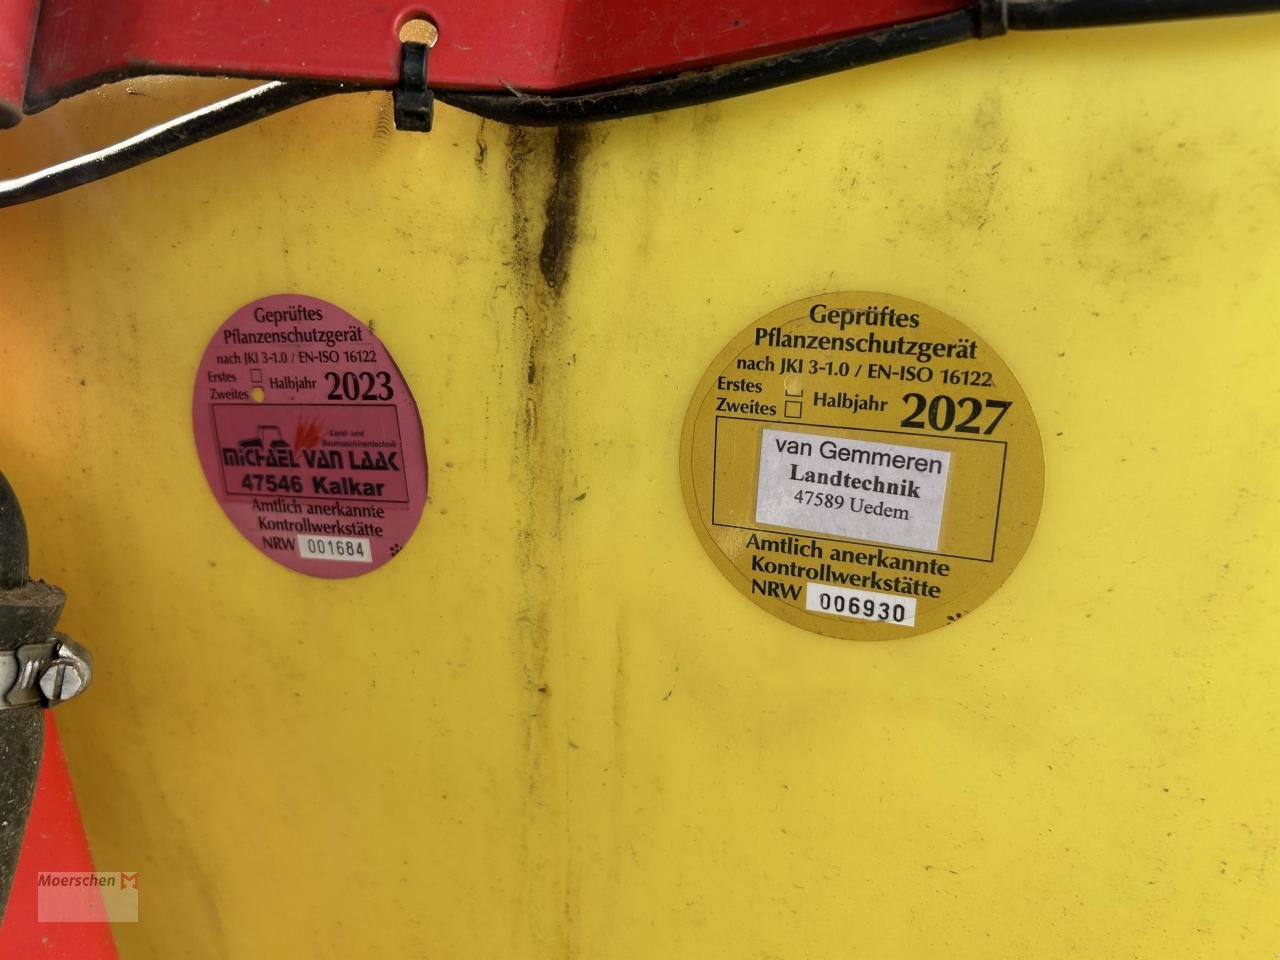 Geprüftes
Pflanzenschutzgerät
nach JKI 3-1.0 / EN-ISO 16122
Erstes
Zweites
Halbjahr 2023
Land- und
Baumaschinentechnik
MICHAEL VAN LAAK
47546 Kalkar
Amtlich anerkannte
Kontrollwerkstätte
NRW 001684
Geprüftes
Pflanzenschutzgerät
nach JKI 3-1.0 / EN-ISO 16122
Erstes
Zweites
Halbjahr 2027
van Gemmeren
Landtechnik
47589 Uedem
Amtlich anerkannte
Kontrollwerkstätte
NRW 006930
Moerschen